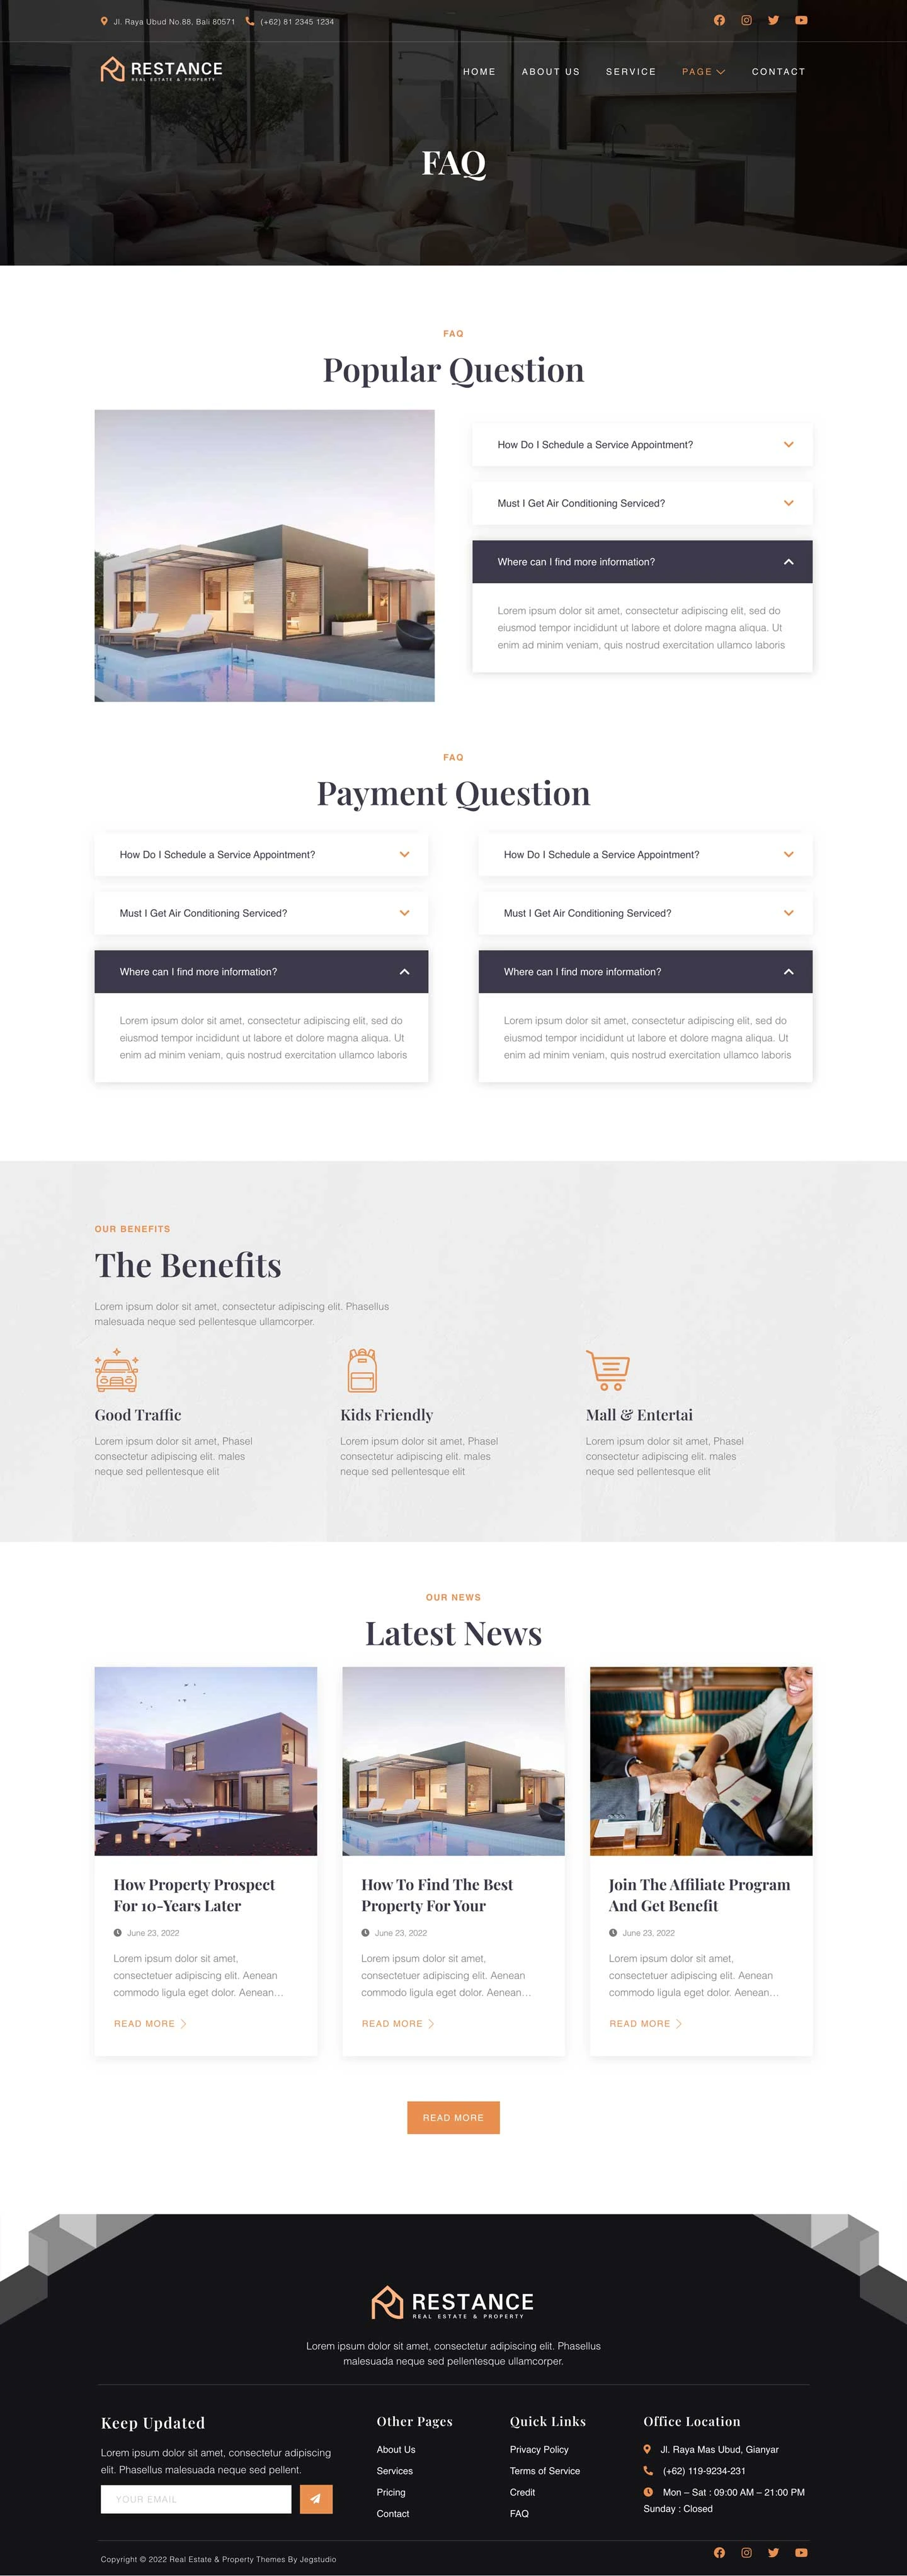 Jl. Raya Ubud No.88, Bali 80571 (+62) 81 2345 1234
RESTANCE
REAL ESTATE & PROPERTY
HOME ABOUT US SERVICE PAGE CONTACT
FAQ
FAQ
Popular Question
How Do I Schedule a Service Appointment?
Must I Get Air Conditioning Serviced?
Where can I find more information?
Lorem ipsum dolor sit amet, consectetur adipiscing elit, sed do
eiusmod tempor incididunt ut labore et dolore magna aliqua. Ut
enim ad minim veniam, quis nostrud exercitation ullamco laboris
FAQ
Payment Question
How Do I Schedule a Service Appointment?
Must I Get Air Conditioning Serviced?
Where can I find more information?
Lorem ipsum dolor sit amet, consectetur adipiscing elit, sed do
eiusmod tempor incididunt ut labore et dolore magna aliqua. Ut
enim ad minim veniam, quis nostrud exercitation ullamco laboris
How Do I Schedule a Service Appointment?
Must I Get Air Conditioning Serviced?
Where can I find more information?
Lorem ipsum dolor sit amet, consectetur adipiscing elit, sed do
eiusmod tempor incididunt ut labore et dolore magna aliqua. Ut
enim ad minim veniam, quis nostrud exercitation ullamco laboris
OUR BENEFITS
The Benefits
Lorem ipsum dolor sit amet, consectetur adipiscing elit. Phasellus
malesuada neque sed pellentesque ullamcorper.
Good Traffic
Lorem ipsum dolor sit amet, Phasel
consectetur adipiscing elit. males
neque sed pellentesque elit
Kids Friendly
Lorem ipsum dolor sit amet, Phasel
consectetur adipiscing elit. males
neque sed pellentesque elit
Mall & Entertai
Lorem ipsum dolor sit amet, Phasel
consectetur adipiscing elit. males
neque sed pellentesque elit
OUR NEWS
Latest News
How Property Prospect
For 10-Years Later
June 23, 2022
Lorem ipsum dolor sit amet,
consectetuer adipiscing elit. Aenean
commodo ligula eget dolor. Aenean…
READ MORE
How To Find The Best
Property For Your
June 23, 2022
Lorem ipsum dolor sit amet,
consectetuer adipiscing elit. Aenean
commodo ligula eget dolor. Aenean…
READ MORE
Join The Affiliate Program
And Get Benefit
June 23, 2022
Lorem ipsum dolor sit amet,
consectetuer adipiscing elit. Aenean
commodo ligula eget dolor. Aenean…
READ MORE
READ MORE
RESTANCE
REAL ESTATE & PROPERTY
Lorem ipsum dolor sit amet, consectetur adipiscing elit. Phasellus
malesuada neque sed pellentesque ullamcorper.
Keep Updated
Lorem ipsum dolor sit amet, consectetur adipiscing
elit. Phasellus malesuada neque sed pellent.
YOUR EMAIL
Other Pages
About Us
Services
Pricing
Contact
Quick Links
Privacy Policy
Terms of Service
Credit
FAQ
Office Location
Jl. Raya Mas Ubud, Gianyar
(+62) 119-9234-231
Mon – Sat : 09:00 AM – 21:00 PM
Sunday : Closed
Copyright © 2022 Real Estate & Property Themes By Jegstudio